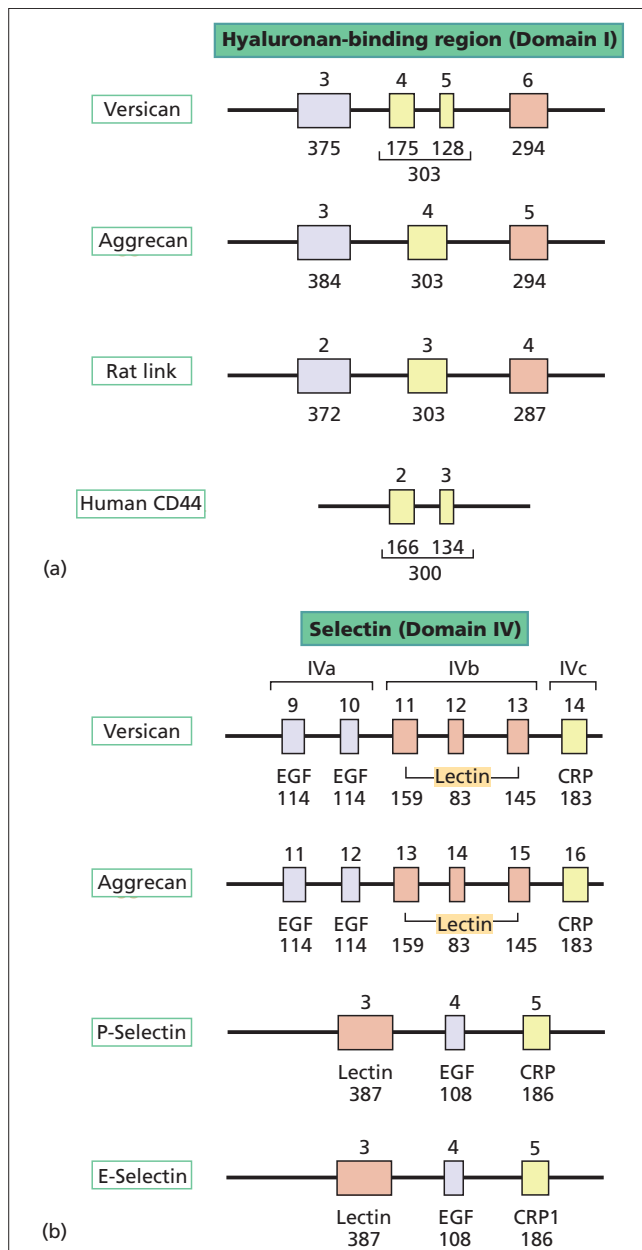 Hyaluronan-binding region (Domain I)
3 4 5 6
Versican
375 175 128 294
303
3 4 5
Aggrecan
384 303 294
2 3 4
Rat link
372 303 287
2 3
Human CD44
166 134
(a) 300
Selectin (Domain IV)
IVa IVb IVc
9 10 11 12 13 14
Versican
EGF EGF Lectin CRP
114 114 159 83 145 183
11 12 13 14 15 16
Aggrecan
EGF EGF Lectin CRP
114 114 159 83 145 183
3 4 5
P-Selectin
Lectin EGF CRP
387 108 186
3 4 5
E-Selectin
Lectin EGF CRP1
(b) 387 108 186